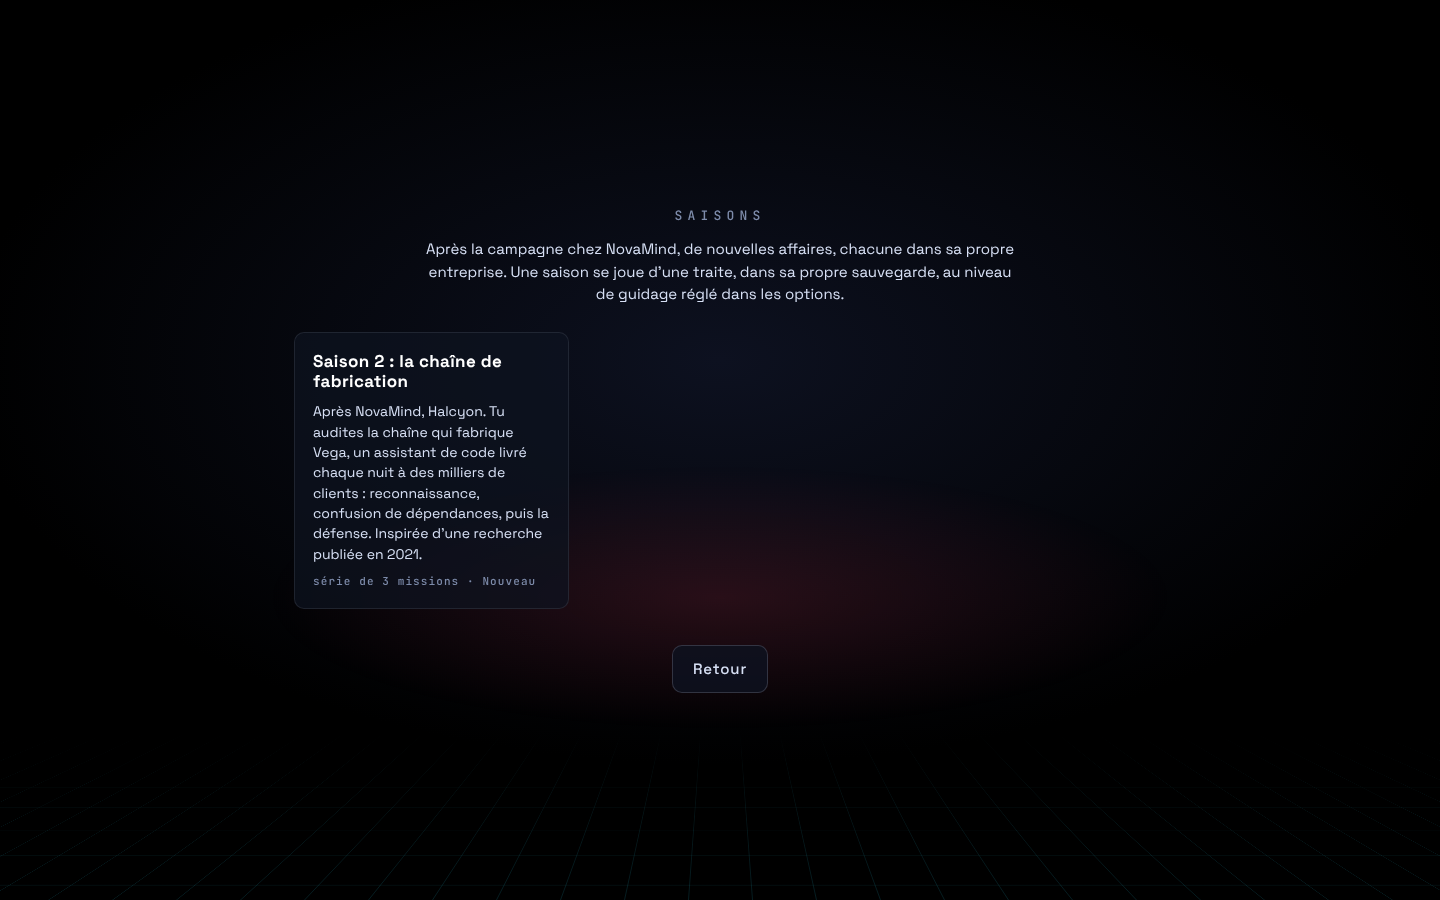 SAISONS
Après la campagne chez NovaMind, de nouvelles affaires, chacune dans sa propre
entreprise. Une saison se joue d’une traite, dans sa propre sauvegarde, au niveau
de guidage réglé dans les options.
Saison 2 : la chaîne de
fabrication
Après NovaMind, Halcyon. Tu
audites la chaîne qui fabrique
Vega, un assistant de code livré
chaque nuit à des milliers de
clients : reconnaissance,
confusion de dépendances, puis la
défense. Inspirée d’une recherche
publiée en 2021.
série de 3 missions · Nouveau
Retour